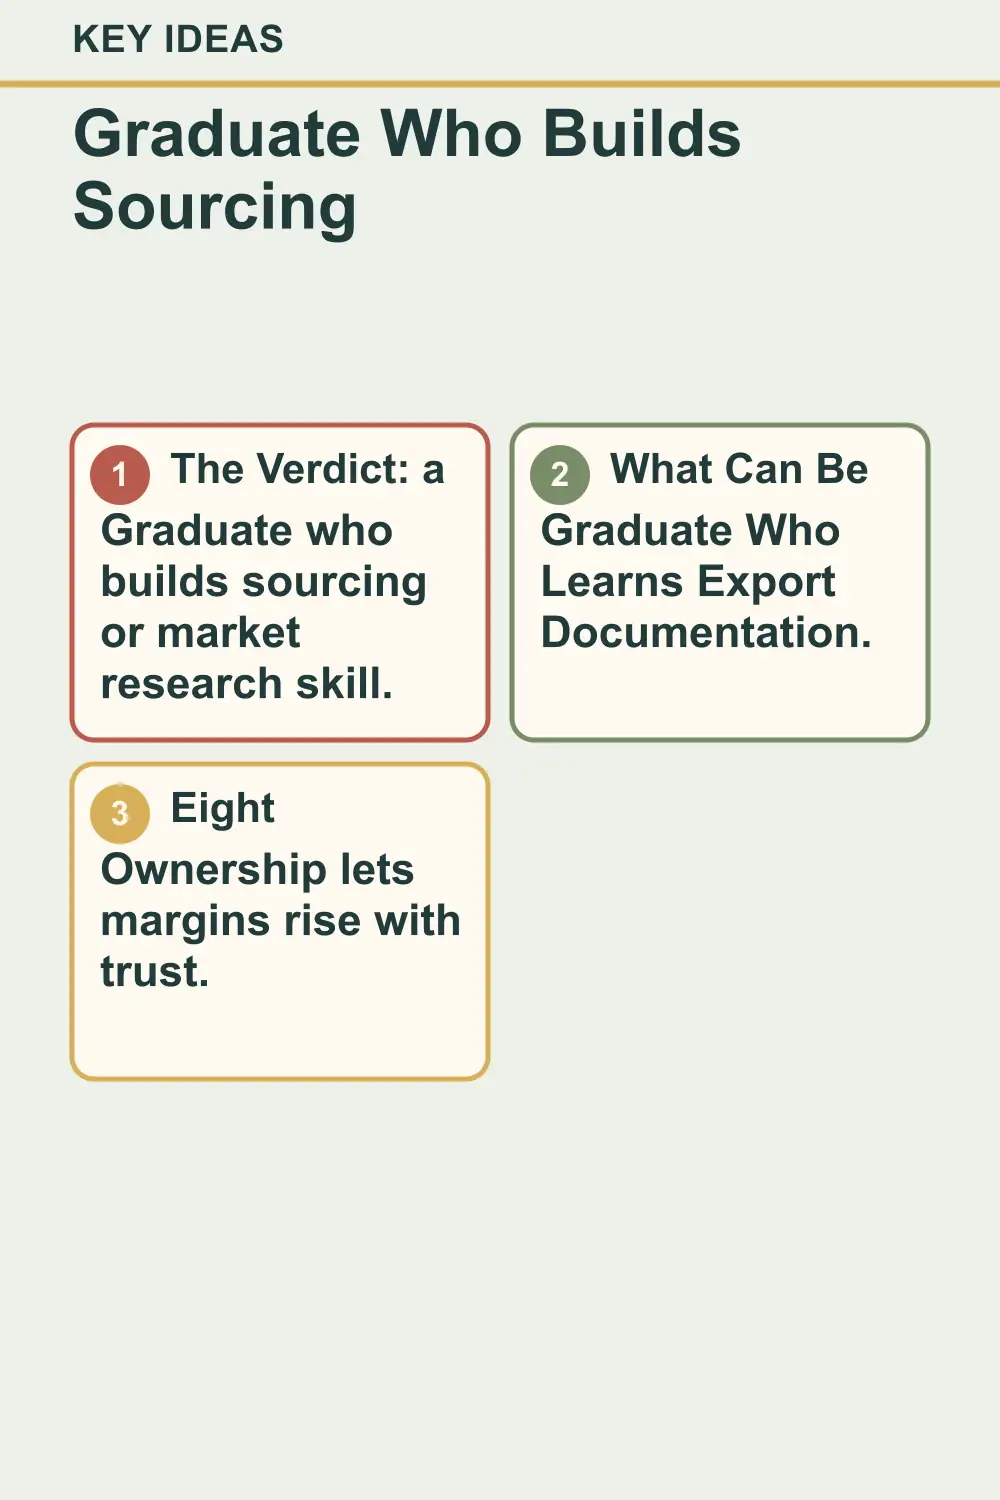 KEY IDEAS
Graduate Who Builds
Sourcing
1 The Verdict: a
Graduate who
builds sourcing
or market
research skill.
2 What Can Be
Graduate Who
Learns Export
Documentation.
3 Eight
Ownership lets
margins rise with
trust.